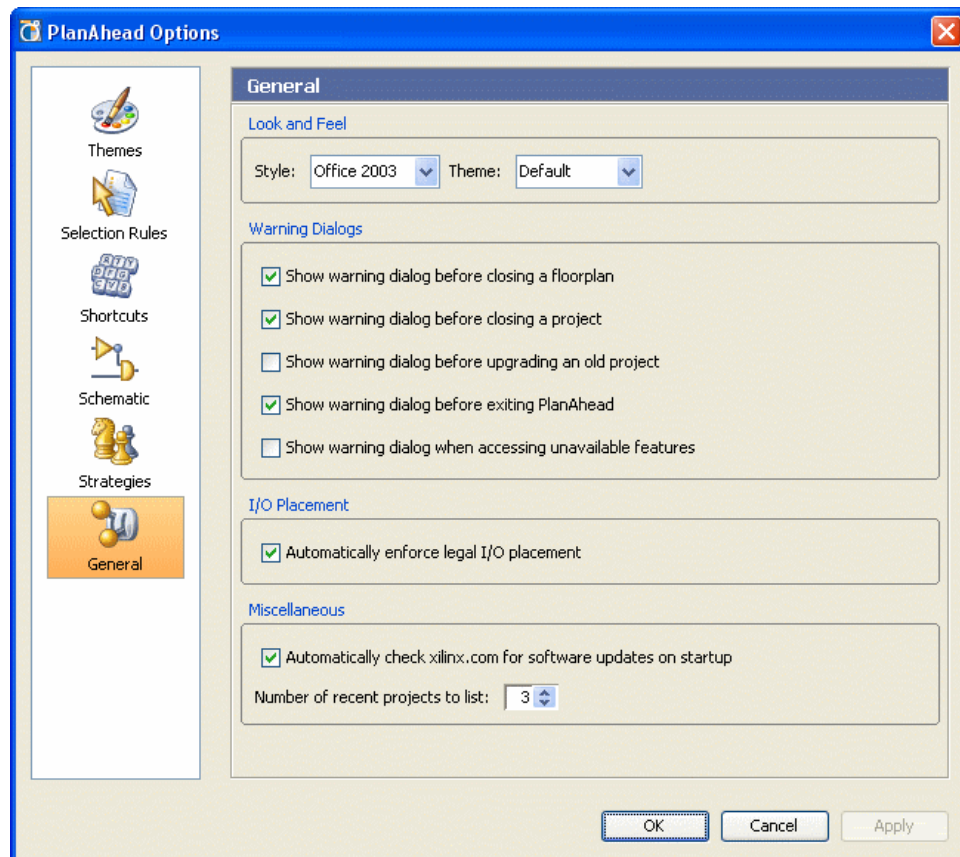 PlanAhead Options
Themes
Selection Rules
Shortcuts
Schematic
Strategies
General
General
Look and Feel
Style: Office 2003 Theme: Default
Warning Dialogs
Show warning dialog before closing a floorplan
Show warning dialog before closing a project
Show warning dialog before upgrading an old project
Show warning dialog before exiting PlanAhead
Show warning dialog when accessing unavailable features
I/O Placement
Automatically enforce legal I/O placement
Miscellaneous
Automatically check xilinx.com for software updates on startup
Number of recent projects to list: 3
OK Cancel Apply